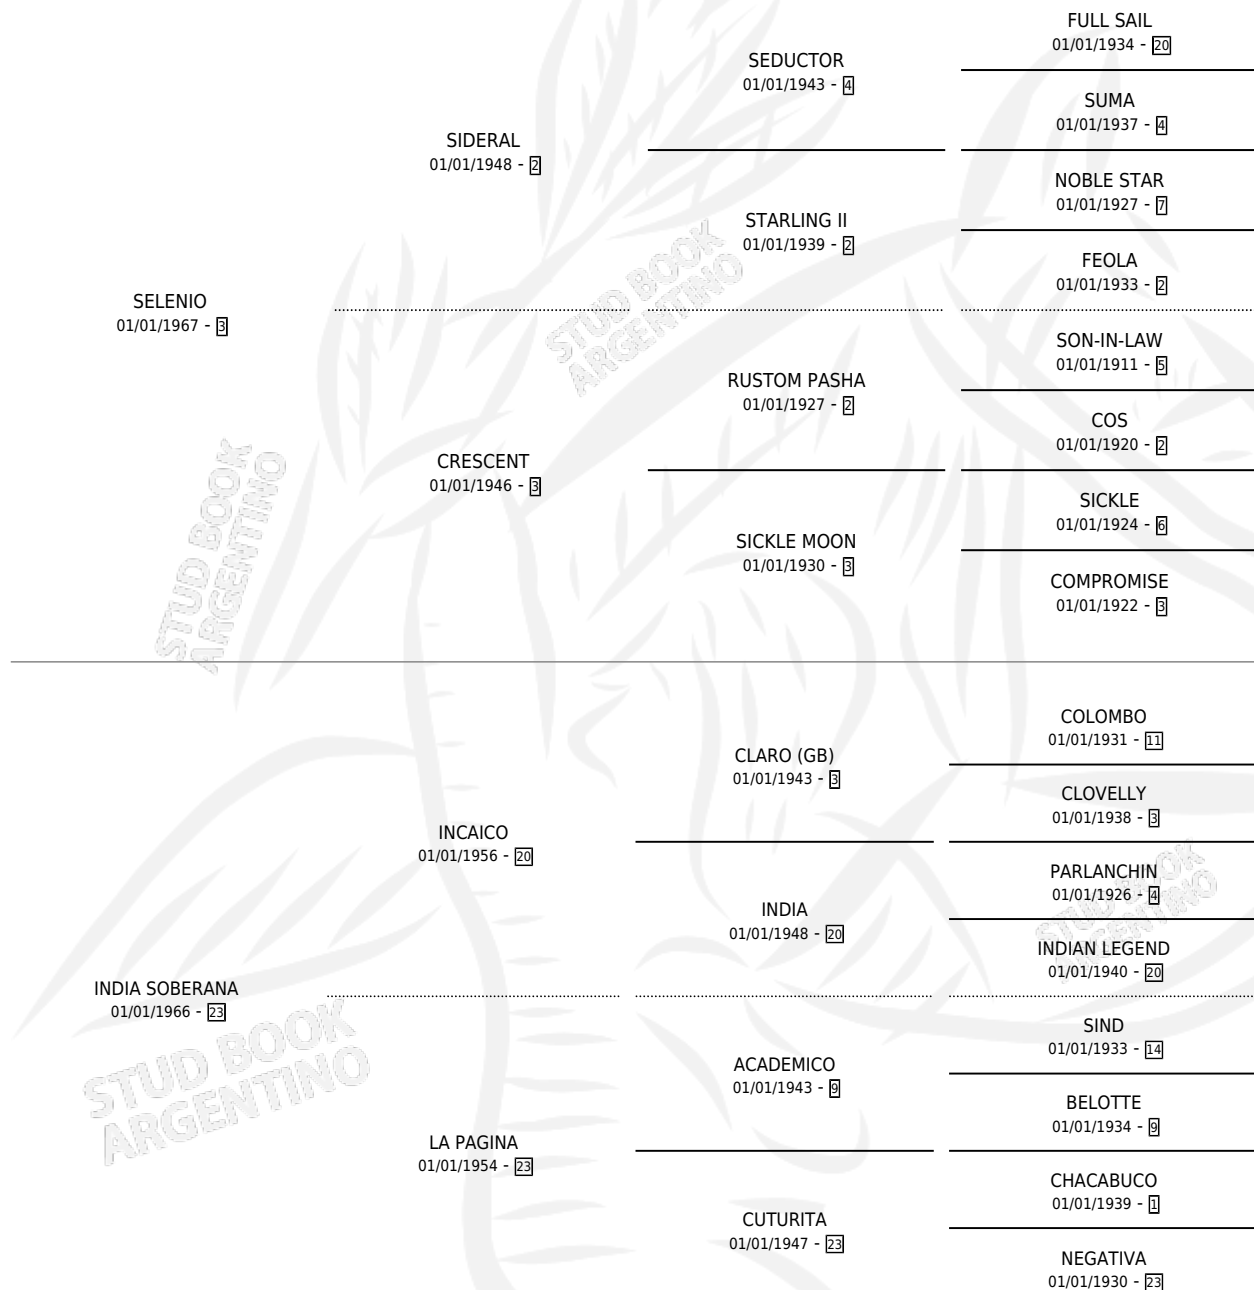 SELENIO
01/01/1967 - 3
SIDERAL
01/01/1948 - 2
SEDUCTOR
01/01/1943 - 4
FULL SAIL
01/01/1934 - 20
SUMA
01/01/1937 - 4
STARLING II
01/01/1939 - 2
NOBLE STAR
01/01/1927 - 7
FEOLA
01/01/1933 - 2
CRESCENT
01/01/1946 - 3
RUSTOM PASHA
01/01/1927 - 2
SON-IN-LAW
01/01/1911 - 5
COS
01/01/1920 - 2
SICKLE MOON
01/01/1930 - 3
SICKLE
01/01/1924 - 6
COMPROMISE
01/01/1922 - 3
INDIA SOBERANA
01/01/1966 - 23
INCAICO
01/01/1956 - 20
CLARO (GB)
01/01/1943 - 3
COLOMBO
01/01/1931 - 11
CLOVELLY
01/01/1938 - 3
INDIA
01/01/1948 - 20
PARLANCHIN
01/01/1926 - 4
INDIAN LEGEND
01/01/1940 - 20
LA PAGINA
01/01/1954 - 23
ACADEMICO
01/01/1943 - 9
SIND
01/01/1933 - 14
BELOTTE
01/01/1934 - 9
CUTURITA
01/01/1947 - 23
CHACABUCO
01/01/1939 - 1
NEGATIVA
01/01/1930 - 23
STUD BOOK
ARGENTINO
STUD BOOK
ARGENTINO
STUD BOOK
ARGENTINO
STUD BOOK
ARGENTINO